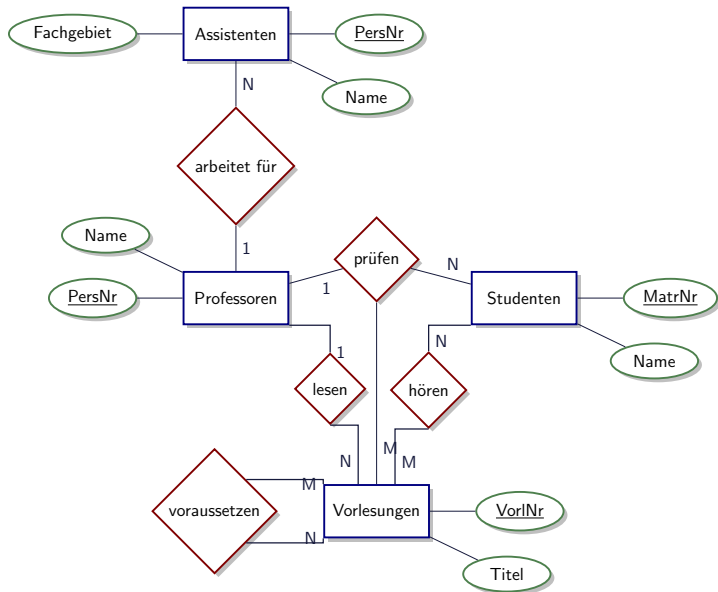 Fachgebiet
Assistenten
PersNr
Name
N
arbeitet für
1
Name
PersNr
Professoren
1
prüfen
N
Studenten
MatrNr
Name
1
lesen
N
hören
N
M
M
voraussetzen
M
N
Vorlesungen
VorlNr
Titel